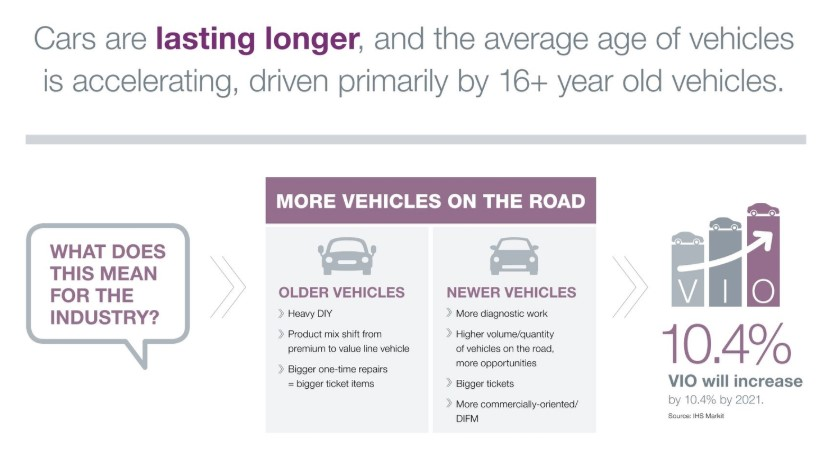 Cars are lasting longer, and the average age of vehicles
is accelerating, driven primarily by 16+ year old vehicles.
WHAT DOES
THIS MEAN
FOR THE
INDUSTRY?
MORE VEHICLES ON THE ROAD
OLDER VEHICLES
Heavy DIY
Product mix shift from
premium to value line vehicle
Bigger one-time repairs
= bigger ticket items
NEWER VEHICLES
More diagnostic work
Higher volume/quantity
of vehicles on the road,
more opportunities
Bigger tickets
More commercially-oriented/
DIFM
VIO
10.4%
VIO will increase
by 10.4% by 2021.
Source: IHS Markit